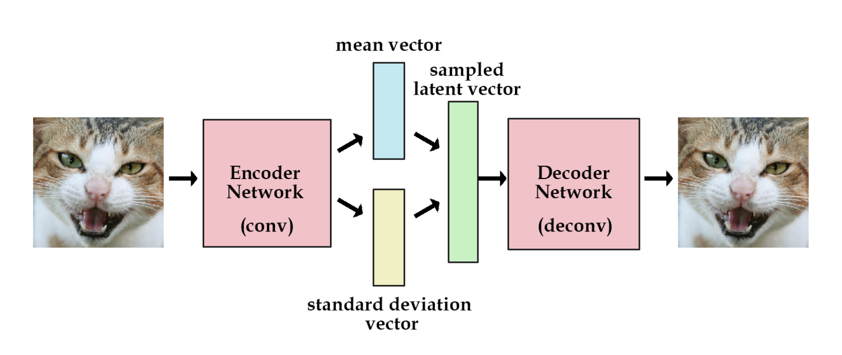 mean vector
sampled
latent vector
Encoder
Network
(conv)
Decoder
Network
(deconv)
standard deviation
vector